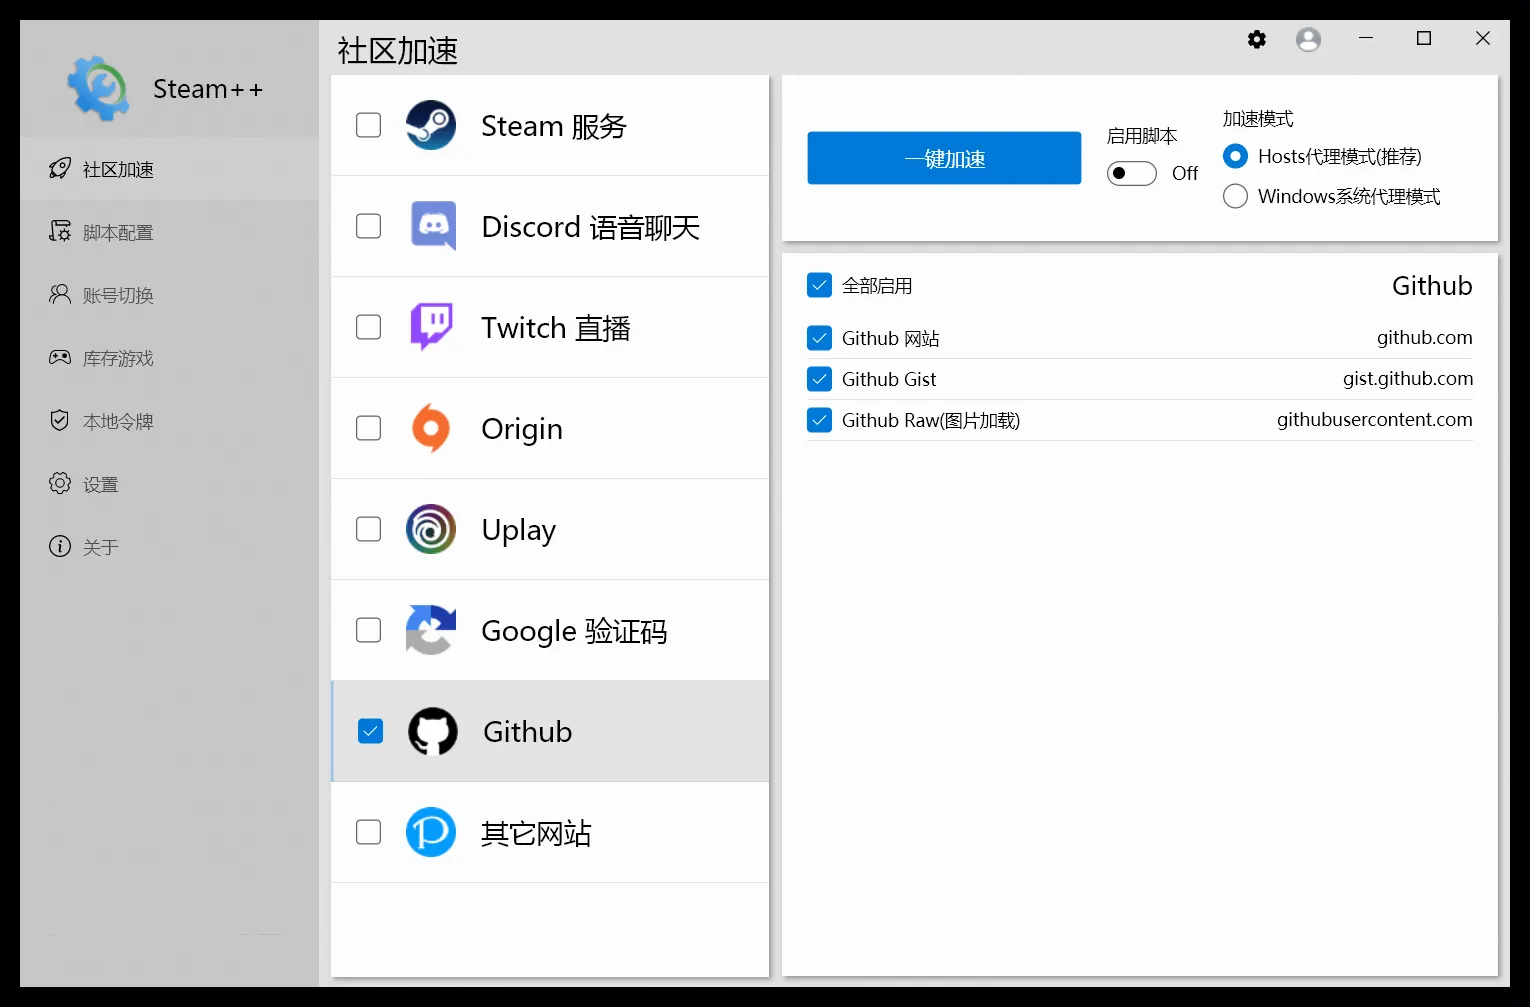 Steam++
社区加速
脚本配置
账号切换
库存游戏
本地令牌
设置
关于
社区加速
Steam 服务
Discord 语音聊天
Twitch 直播
Origin
Uplay
Google 验证码
Github
其它网站
一键加速
启用脚本
Off
加速模式
Hosts代理模式(推荐)
Windows系统代理模式
全部启用 Github
Github 网站 github.com
Github Gist gist.github.com
Github Raw(图片加载) githubusercontent.com